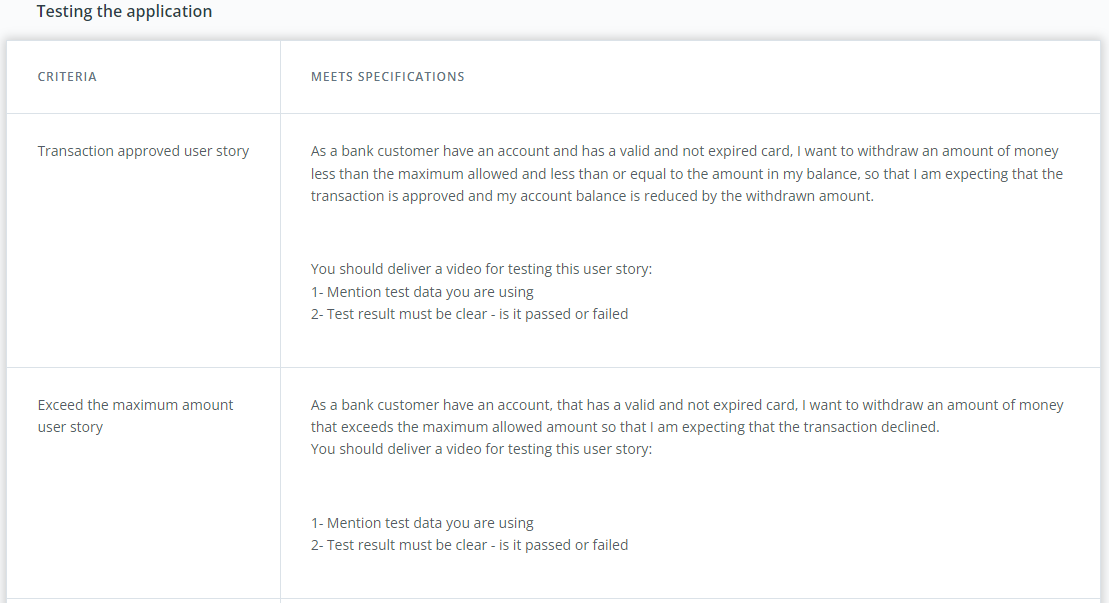 Testing the application
CRITERIA
MEETS SPECIFICATIONS
Transaction approved user story
As a bank customer have an account and has a valid and not expired card, I want to withdraw an amount of money
less than the maximum allowed and less than or equal to the amount in my balance, so that I am expecting that the
transaction is approved and my account balance is reduced by the withdrawn amount.
You should deliver a video for testing this user story:
1- Mention test data you are using
2- Test result must be clear - is it passed or failed
Exceed the maximum amount
user story
As a bank customer have an account, that has a valid and not expired card, I want to withdraw an amount of money
that exceeds the maximum allowed amount so that I am expecting that the transaction declined.
You should deliver a video for testing this user story:
1- Mention test data you are using
2- Test result must be clear - is it passed or failed